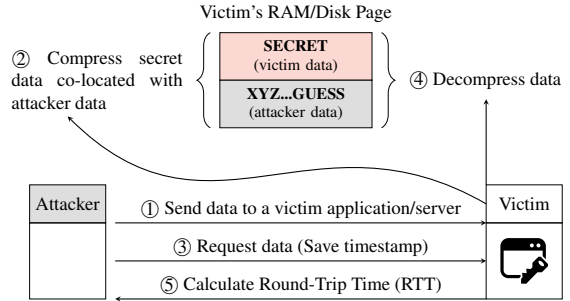 Victim's RAM/Disk Page
② Compress secret
data co-located with
attacker data
SECRET
(victim data)
XYZ...GUESS
(attacker data)
④ Decompress data
Attacker
① Send data to a victim application/server
Victim
③ Request data (Save timestamp)
⑤ Calculate Round-Trip Time (RTT)